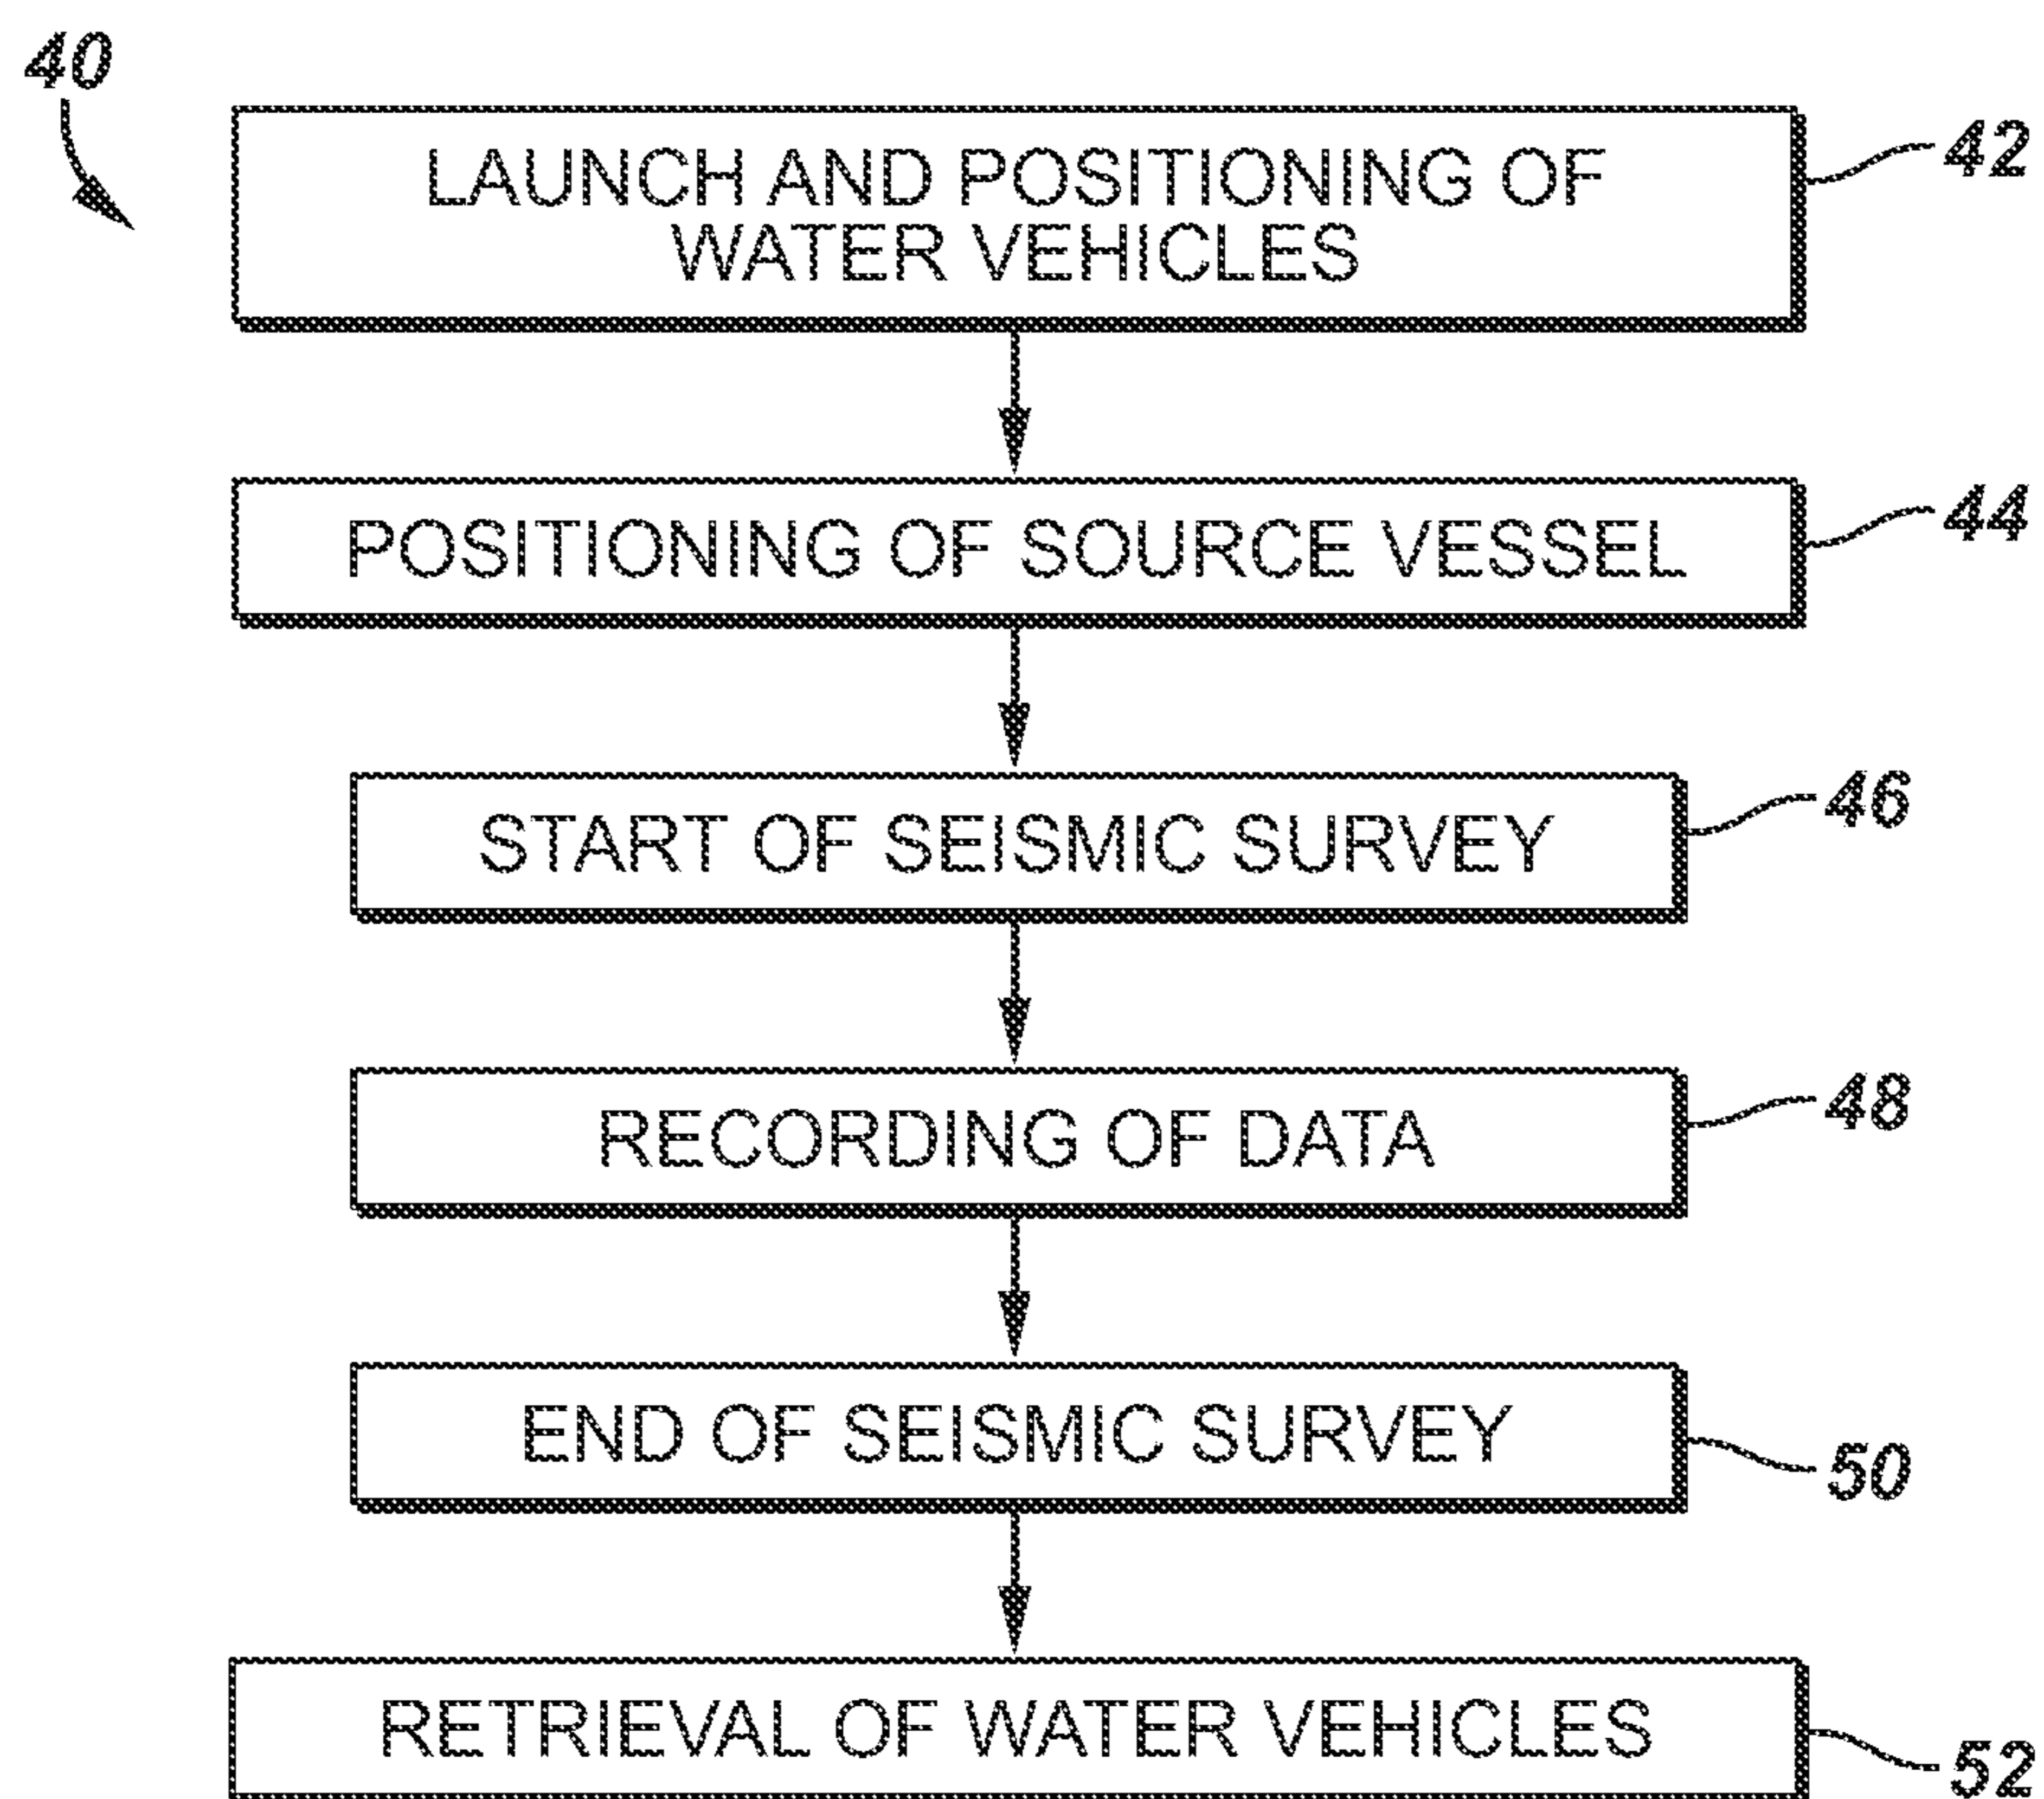 40
LAUNCH AND POSITIONING OF
WATER VEHICLES
42
POSITIONING OF SOURCE VESSEL
44
START OF SEISMIC SURVEY
46
RECORDING OF DATA
48
END OF SEISMIC SURVEY
50
RETRIEVAL OF WATER VEHICLES
52